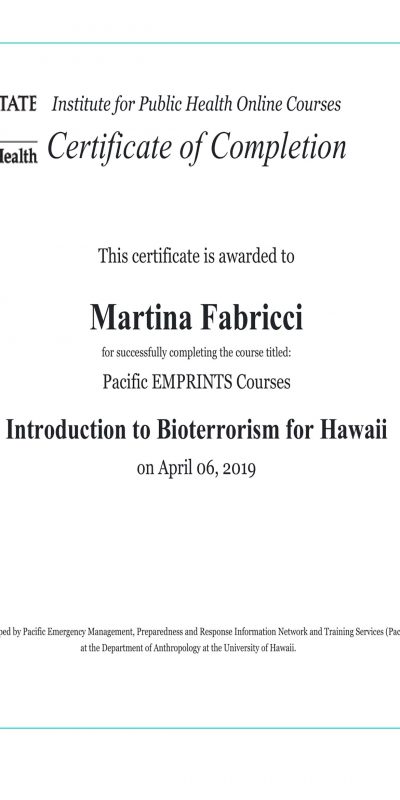 TATE Institute for Public Health Online Courses
Health Certificate of Completion
This certificate is awarded to
Martina Fabricci
for successfully completing the course titled:
Pacific EMPRINTS Courses
Introduction to Bioterrorism for Hawaii
on April 06, 2019
ped by Pacific Emergency Management, Preparedness and Response Information Network and Training Services (Pac
at the Department of Anthropology at the University of Hawaii.